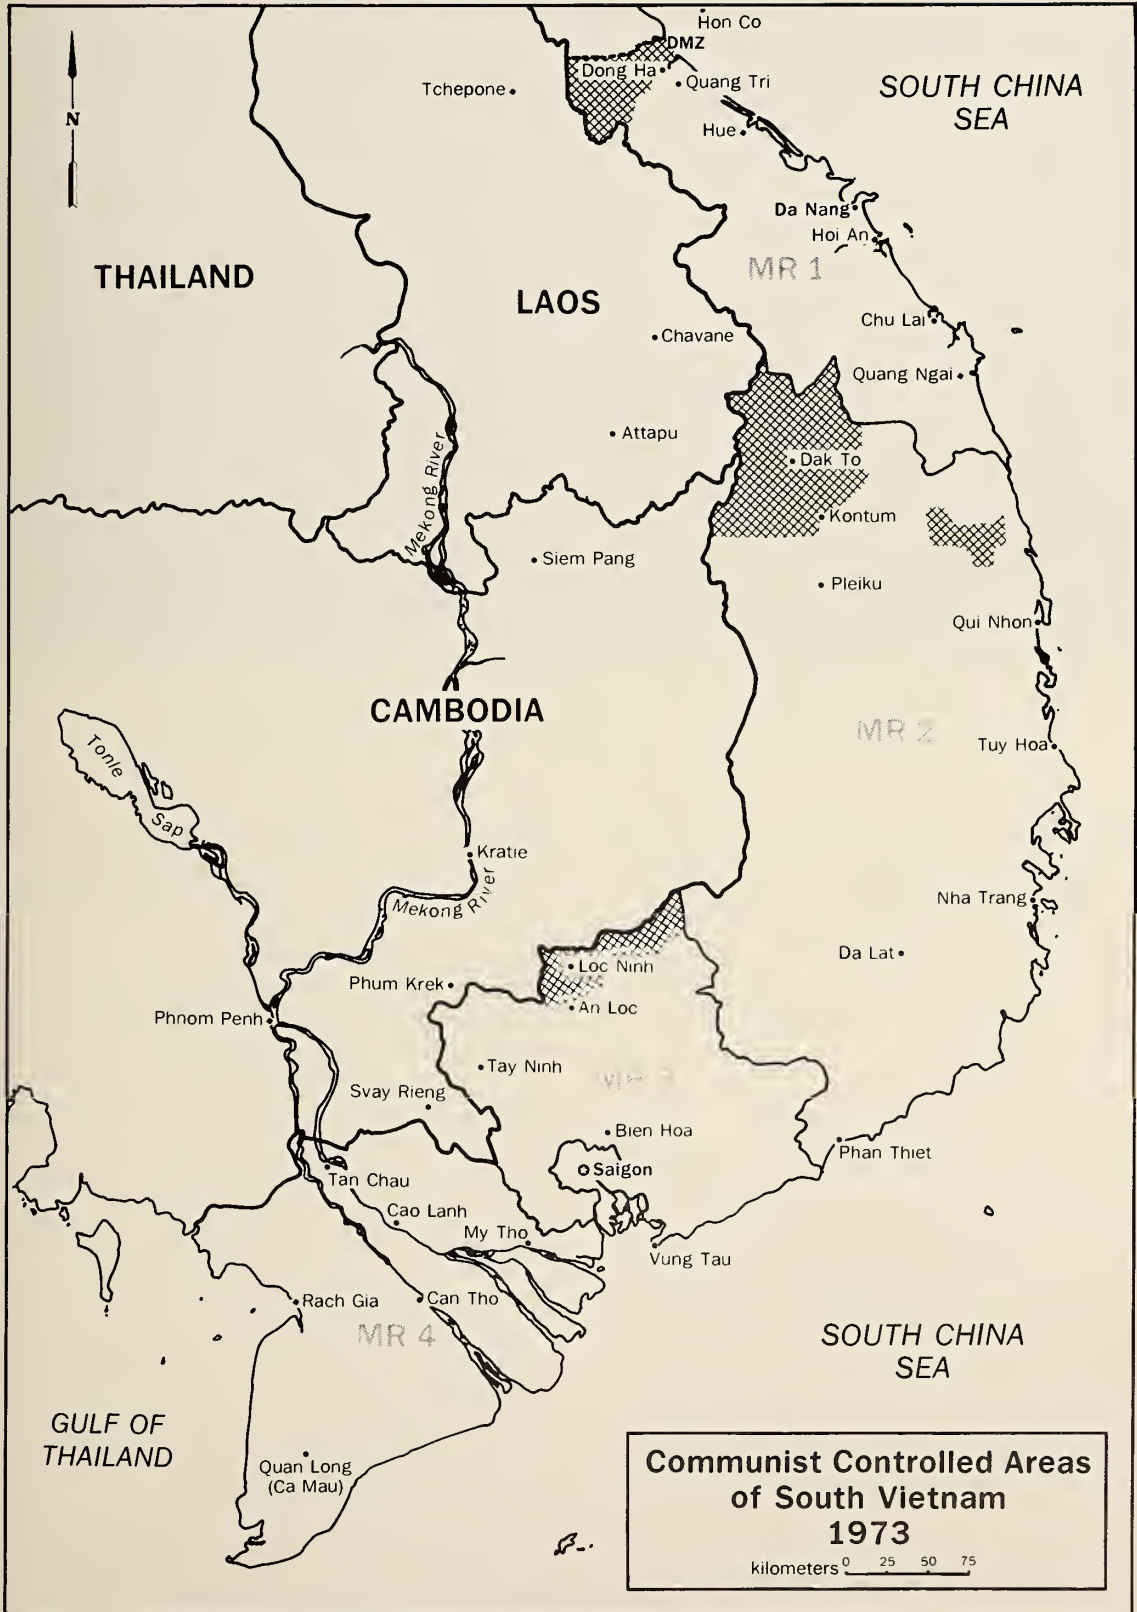 Hon Co
DMZ
Dong Ha
Quang Tri
Tchepone
SOUTH CHINA
SEA
N
Hue
Da Nang
Hoi An
THAILAND
MR 1
LAOS
Chu Lai
Chavane
Quang Ngai
Attapu
Mekong River
Dak To
Kontum
Siem Pang
Pleiku
Qui Nhon
CAMBODIA
MR 2
Tonle
Sap
Tuy Hoa
Kratie
Mekong River
Nha Trang
Da Lat
Loc Ninh
Phum Krek
An Loc
Phnom Penh
Tay Ninh
MR 3
Svay Rieng
Bien Hoa
Phan Thiet
Saigon
Tan Chau
Cao Lanh
My Tho
Vung Tau
Rach Gia
Can Tho
MR 4
SOUTH CHINA
SEA
GULF OF
THAILAND
Quan Long
(Ca Mau)
Communist Controlled Areas
of South Vietnam
1973
kilometers 0 25 50 75